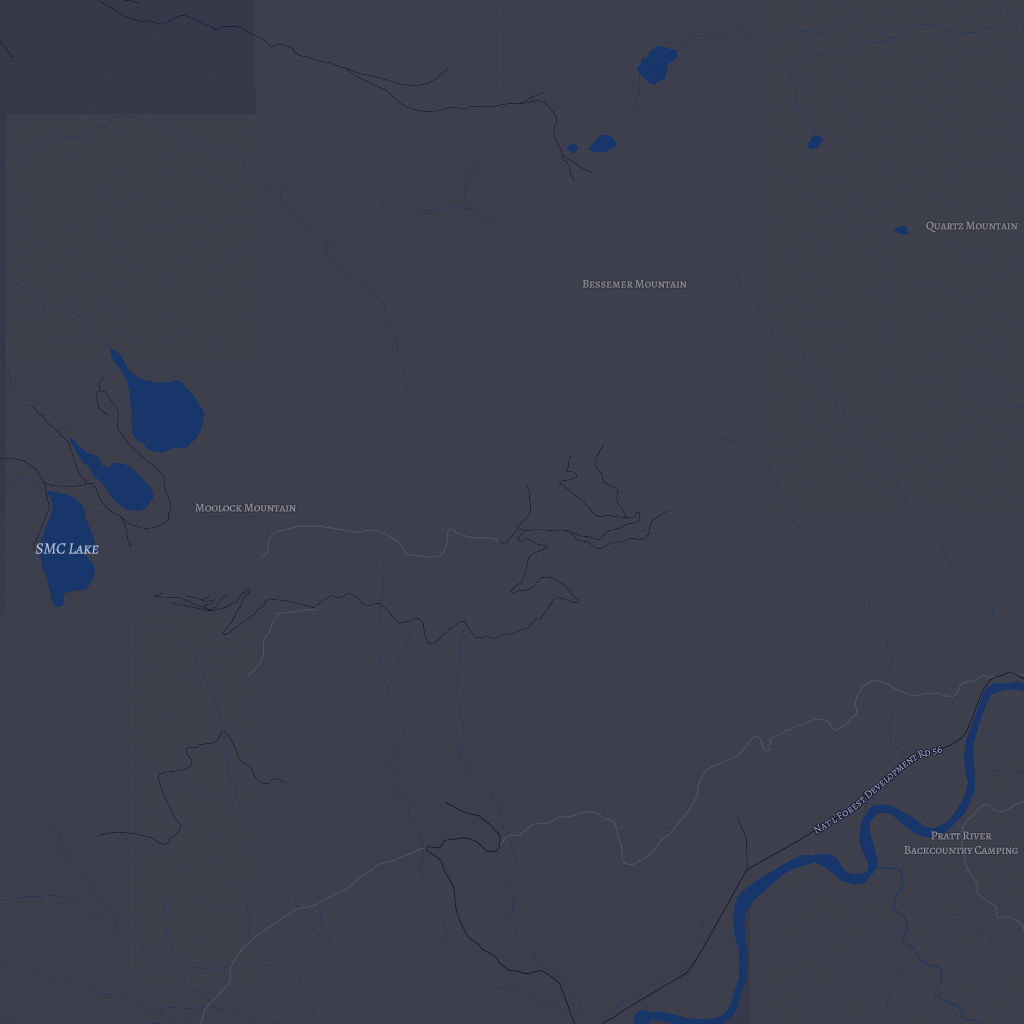 Quartz Mountain
Bessemer Mountain
Moolock Mountain
SMC Lake
Nat'l Forest Development Rd 56
Pratt River
Backcountry Camping